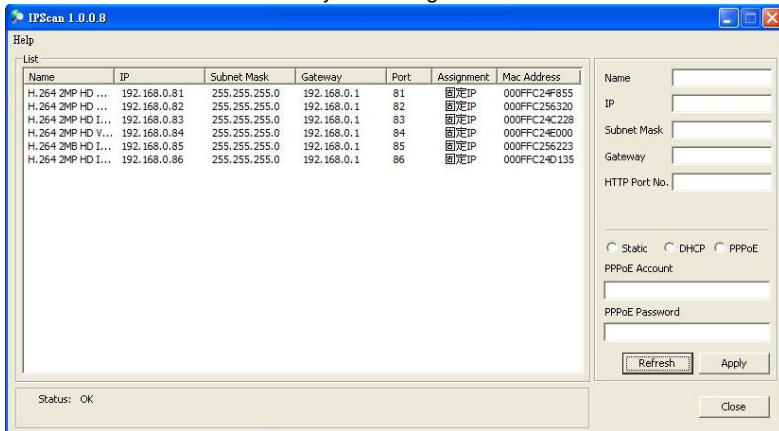 IPScan 1.0.0.8
Help
List
Name IP Subnet Mask Gateway Port Assignment Mac Address
H.264 2MP HD ... 192.168.0.81 255.255.255.0 192.168.0.1 81 固定IP 000FFC24F855
H.264 2MP HD ... 192.168.0.82 255.255.255.0 192.168.0.1 82 固定IP 000FFC256320
H.264 2MP HD I... 192.168.0.83 255.255.255.0 192.168.0.1 83 固定IP 000FFC24C228
H.264 2MP HD V... 192.168.0.84 255.255.255.0 192.168.0.1 84 固定IP 000FFC24E000
H.264 2MB HD I... 192.168.0.85 255.255.255.0 192.168.0.1 85 固定IP 000FFC256223
H.264 2MP HD I... 192.168.0.86 255.255.255.0 192.168.0.1 86 固定IP 000FFC24D135
Name
IP
Subnet Mask
Gateway
HTTP Port No.
Static DHCP PPPoE
PPPoE Account
PPPoE Password
Refresh Apply
Status: OK
Close